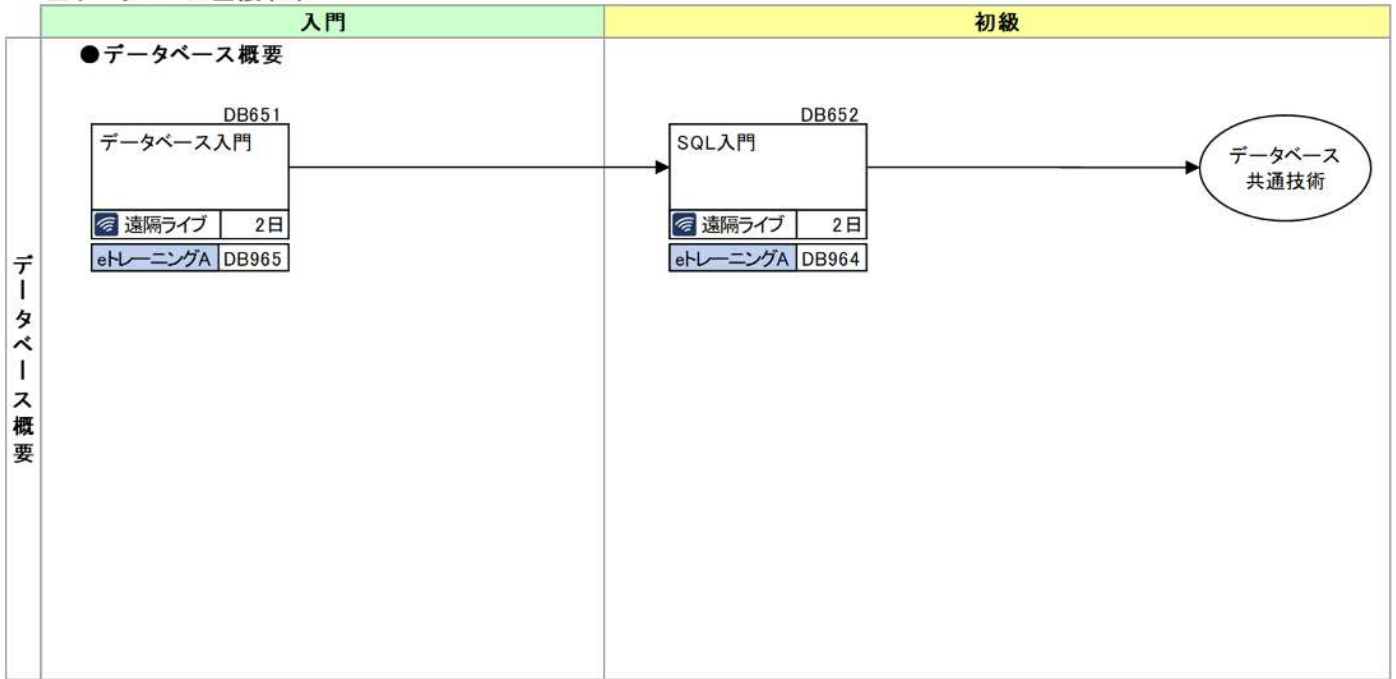 入門
初級
●データベース概要
DB651
データベース入門
遠隔ライブ
2日
eトレーニングA
DB965
DB652
SQL入門
遠隔ライブ
2日
eトレーニングA
DB964
データベース
共通技術
データベース概要